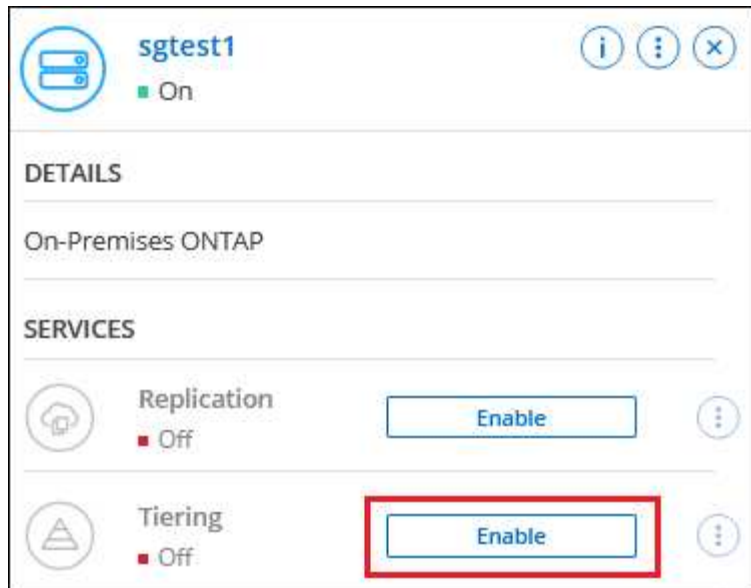 sgtest1
On
DETAILS
On-Premises ONTAP
SERVICES
Replication
Enable
Off
Tiering
Enable
Off